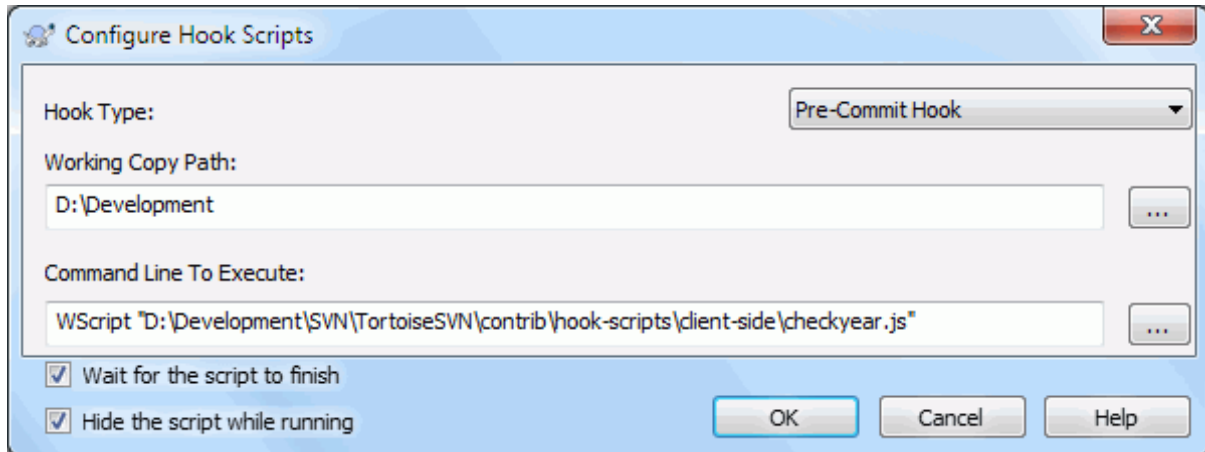 Configure Hook Scripts
Hook Type:
Pre-Commit Hook
Working Copy Path:
D:\Development
...
Command Line To Execute:
WScript "D:\Development\SVN\TortoiseSVN\contrib\hook-scripts\client-side\checkyear.js"
...
Wait for the script to finish
Hide the script while running
OK Cancel Help